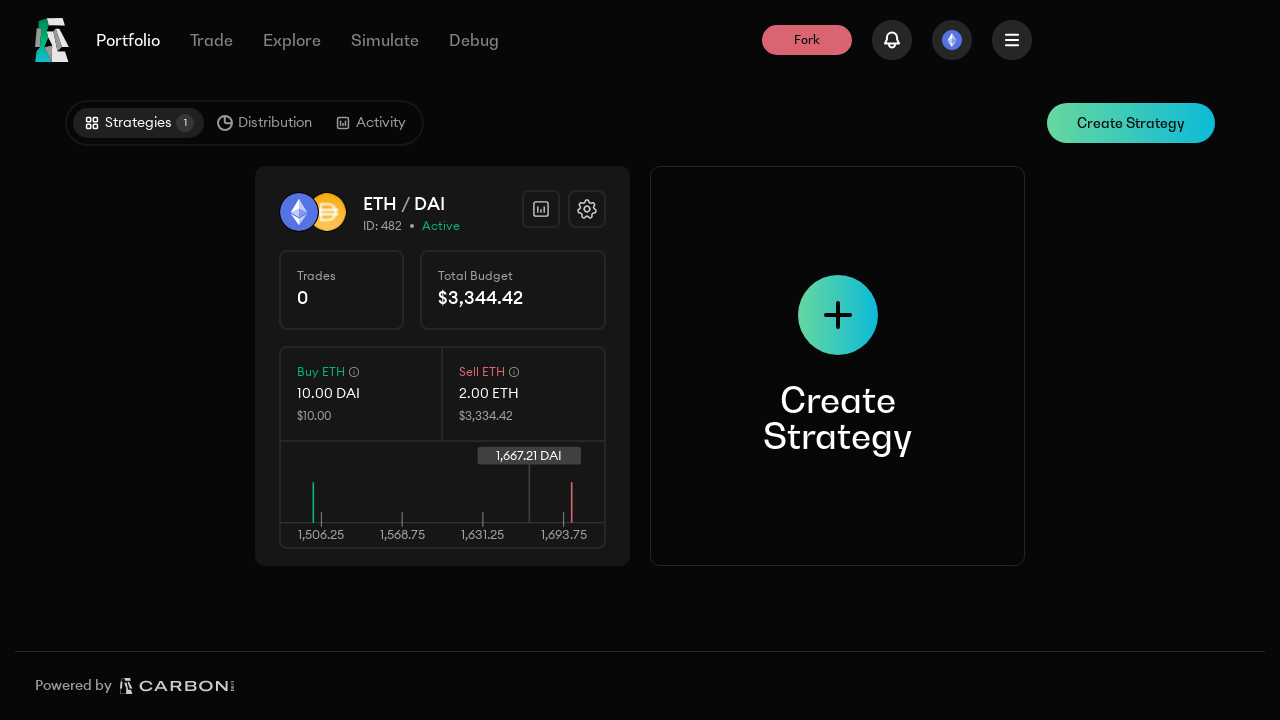 Portfolio Trade Explore Simulate Debug Fork
Strategies 1 Distribution Activity Create Strategy
ETH / DAI
ID: 482 • Active
Trades Total Budget
0 $3,344.42
Buy ETH Sell ETH
10.00 DAI 2.00 ETH
$10.00 $3,334.42
1,667.21 DAI
1,506.25 1,568.75 1,631.25 1,693.75
Create
Strategy
Powered by CARBON